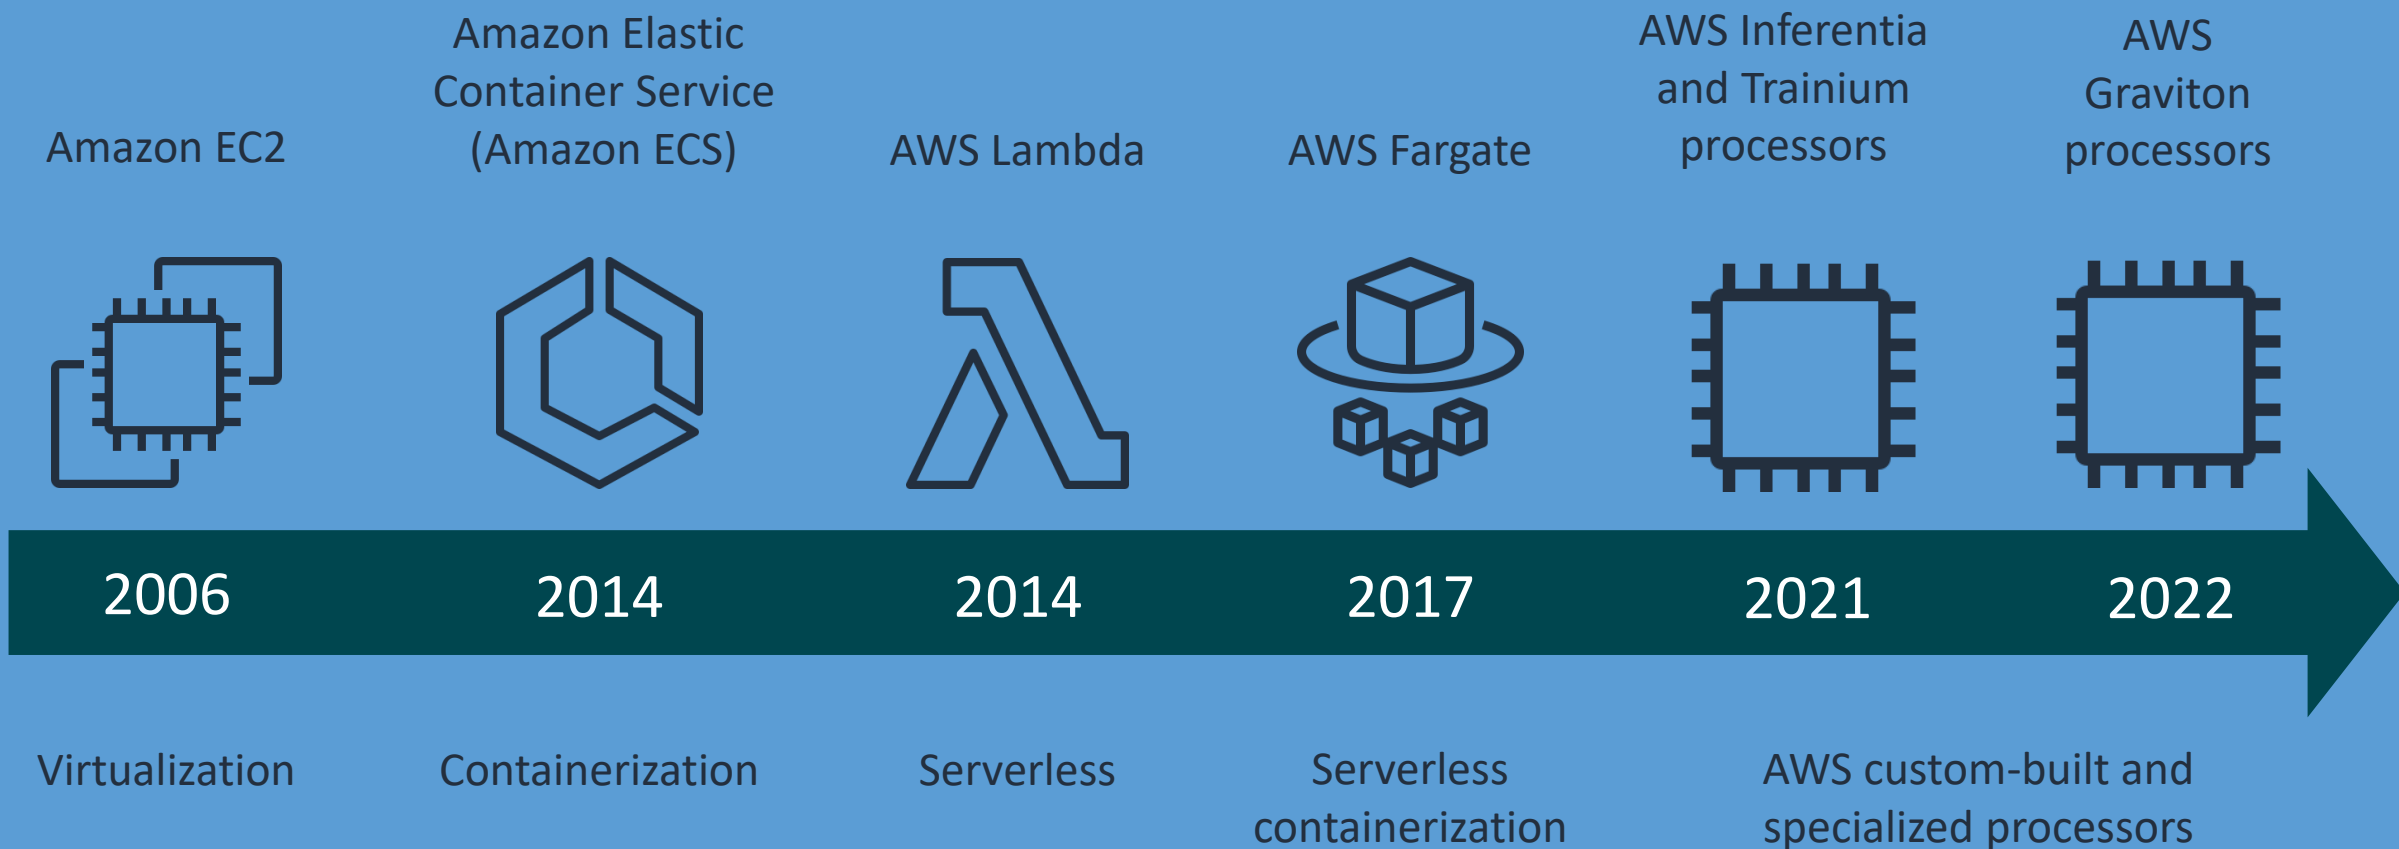 Amazon EC2
Amazon Elastic
Container Service
(Amazon ECS)
AWS Lambda
AWS Fargate
AWS Inferentia
and Trainium
processors
AWS
Graviton
processors
2006
2014
2014
2017
2021
2022
Virtualization
Containerization
Serverless
Serverless
containerization
AWS custom-built and
specialized processors